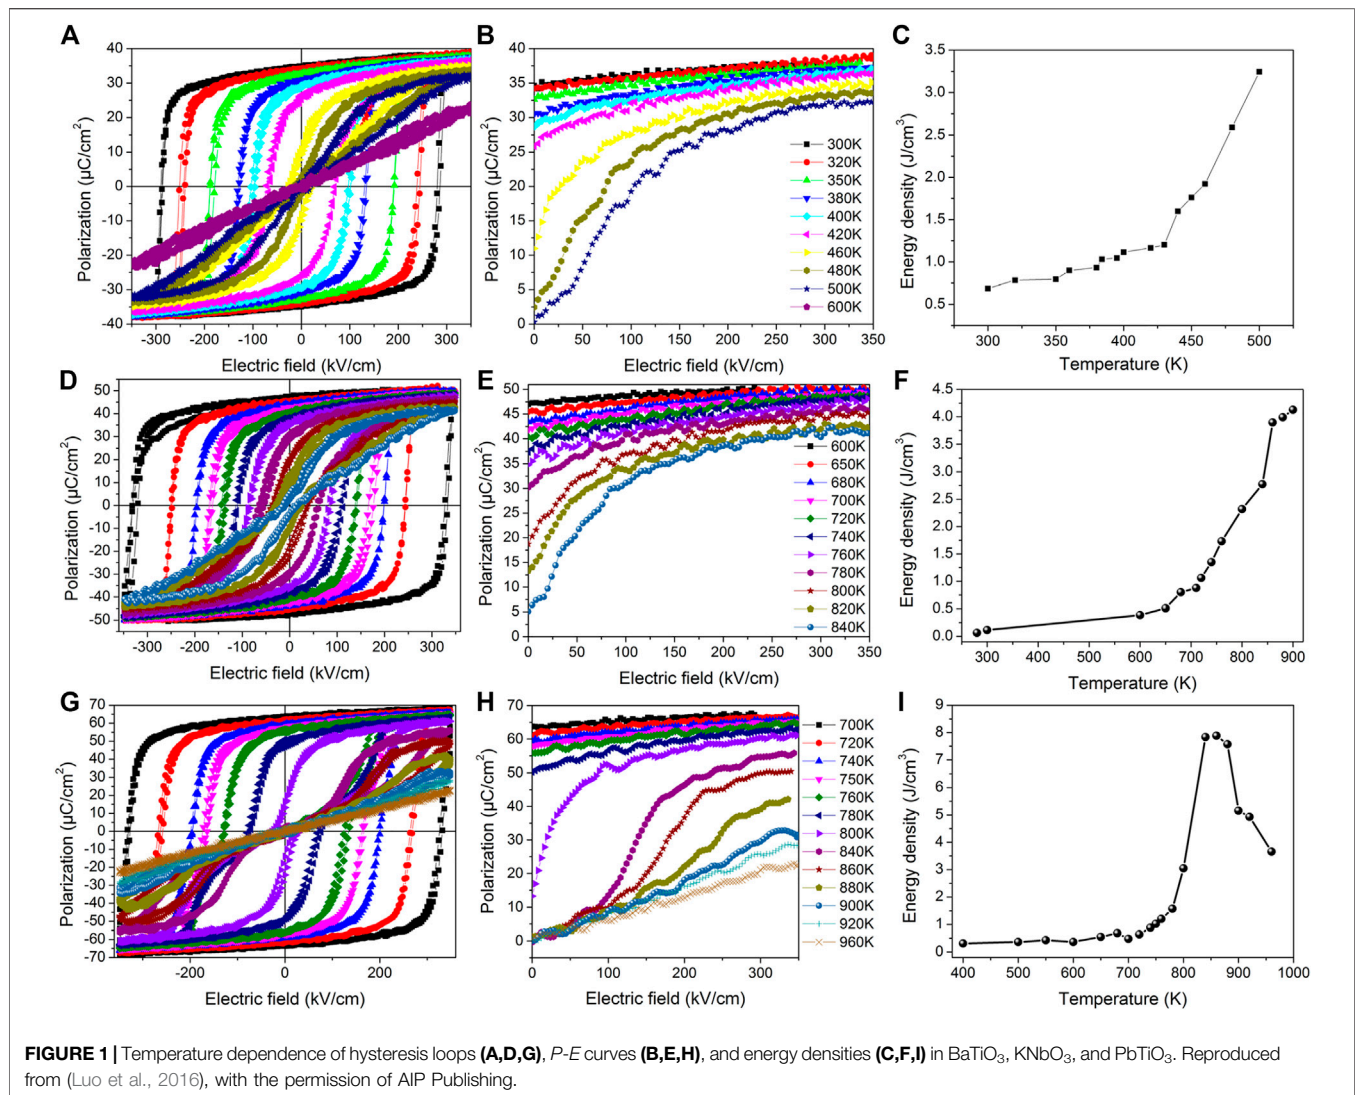 A
B
C
40
30
20
10
0
-10
-20
-30
-40
Polarization (µC/cm²)
-300 -200 -100 0 100 200 300
Electric field (kV/cm)
40
35
30
25
20
15
10
5
0
Polarization (µC/cm²)
300K
320K
350K
380K
400K
420K
460K
480K
500K
600K
0 50 100 150 200 250 300 350
Electric field (kV/cm)
3.5
3.0
2.5
2.0
1.5
1.0
0.5
Energy density (J/cm³)
300 350 400 450 500
Temperature (K)
D
E
F
50
40
30
20
10
0
-10
-20
-30
-40
-50
Polarization (µC/cm²)
-300 -200 -100 0 100 200 300
Electric field (kV/cm)
50
45
40
35
30
25
20
15
10
5
0
Polarization (µC/cm²)
600K
650K
680K
700K
720K
740K
760K
780K
800K
820K
840K
0 50 100 150 200 250 300 350
Electric field (kV/cm)
4.5
4.0
3.5
3.0
2.5
2.0
1.5
1.0
0.5
0.0
Energy density (J/cm³)
300 400 500 600 700 800 900
Temperature (K)
G
H
I
70
60
50
40
30
20
10
0
-10
-20
-30
-40
-50
-60
-70
Polarization (µC/cm²)
-200 0 200
Electric field (kV/cm)
70
60
50
40
30
20
10
0
Polarization (µC/cm²)
0 100 200 300
Electric field (kV/cm)
700K
720K
740K
750K
760K
780K
800K
840K
860K
880K
900K
920K
960K
9
8
7
6
5
4
3
2
1
0
Energy density (J/cm³)
400 500 600 700 800 900 1000
Temperature (K)
FIGURE 1 | Temperature dependence of hysteresis loops (A,D,G), P-E curves (B,E,H), and energy densities (C,F,I) in BaTiO₃, KNbO₃, and PbTiO₃. Reproduced
from (Luo et al., 2016), with the permission of AIP Publishing.